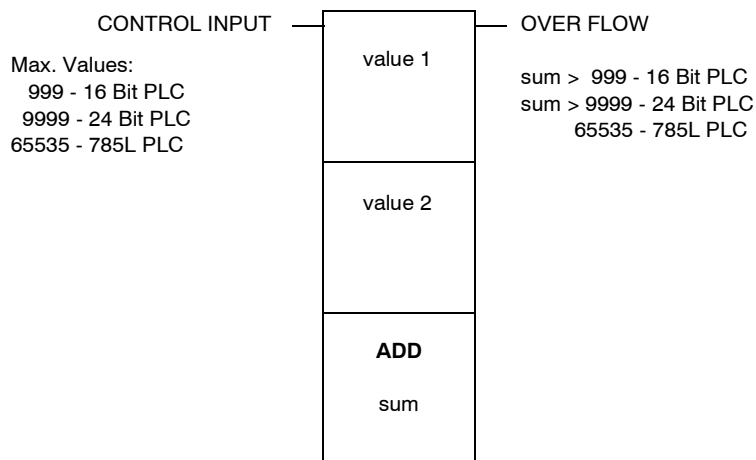 CONTROL INPUT
Max. Values:
999 - 16 Bit PLC
9999 - 24 Bit PLC
65535 - 785L PLC
value 1
value 2
ADD
sum
OVER FLOW
sum > 999 - 16 Bit PLC
sum > 9999 - 24 Bit PLC
65535 - 785L PLC